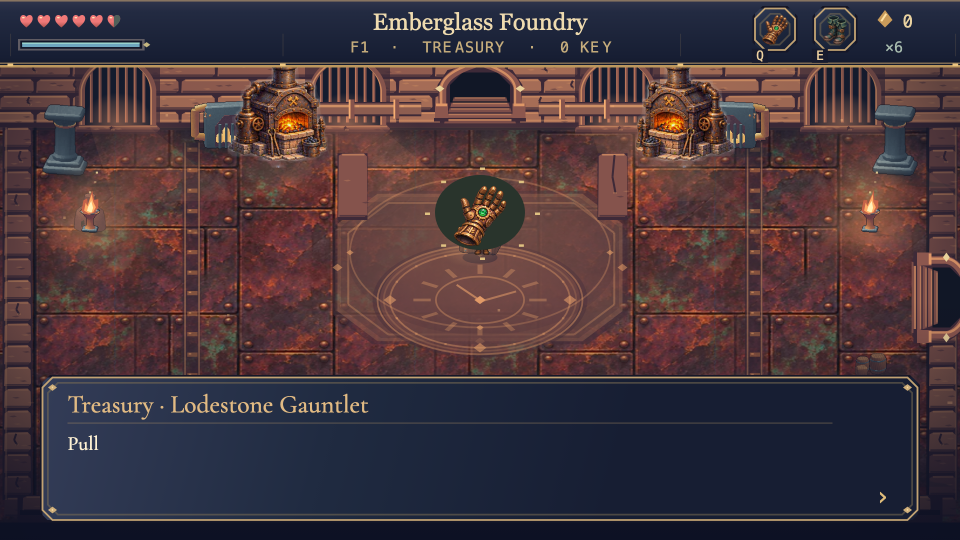 Emberglass Foundry
F1 · TREASURY · 0 KEY
Q
E
0
×6
Treasury · Lodestone Gauntlet
Pull